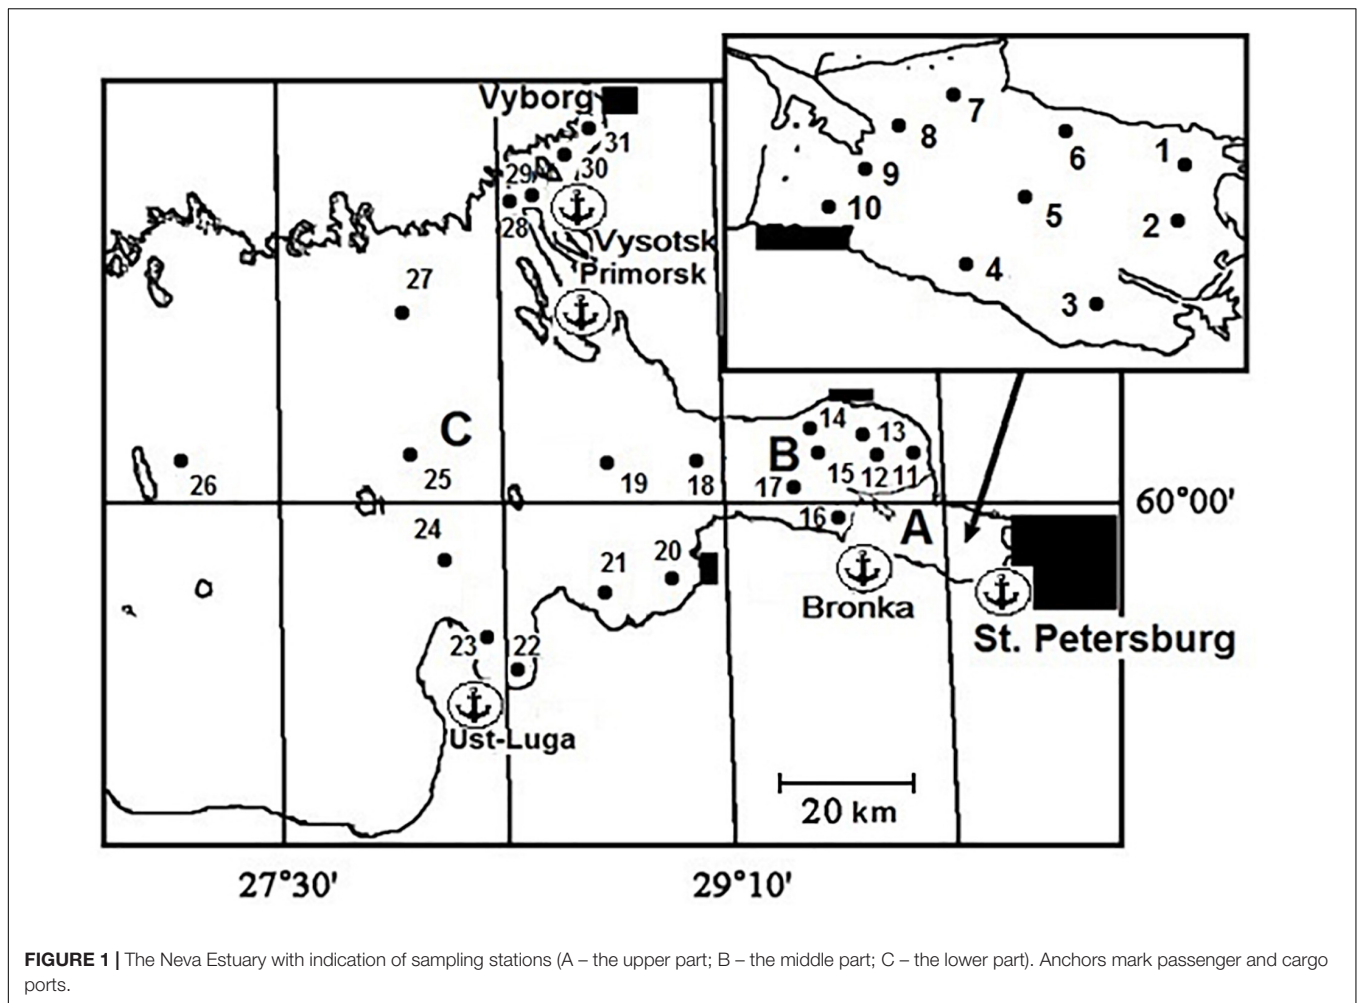 Vyborg
31
30
29
28
Vysotsk
Primorsk
27
7
8
6
1
9
10
5
2
4
3
C
B
14
13
15
12
11
26
25
19
18
17
60°00'
16
A
24
21
20
Bronka
St. Petersburg
23
22
Ust-Luga
20 km
27°30'
29°10'
FIGURE 1 | The Neva Estuary with indication of sampling stations (A – the upper part; B – the middle part; C – the lower part). Anchors mark passenger and cargo
ports.